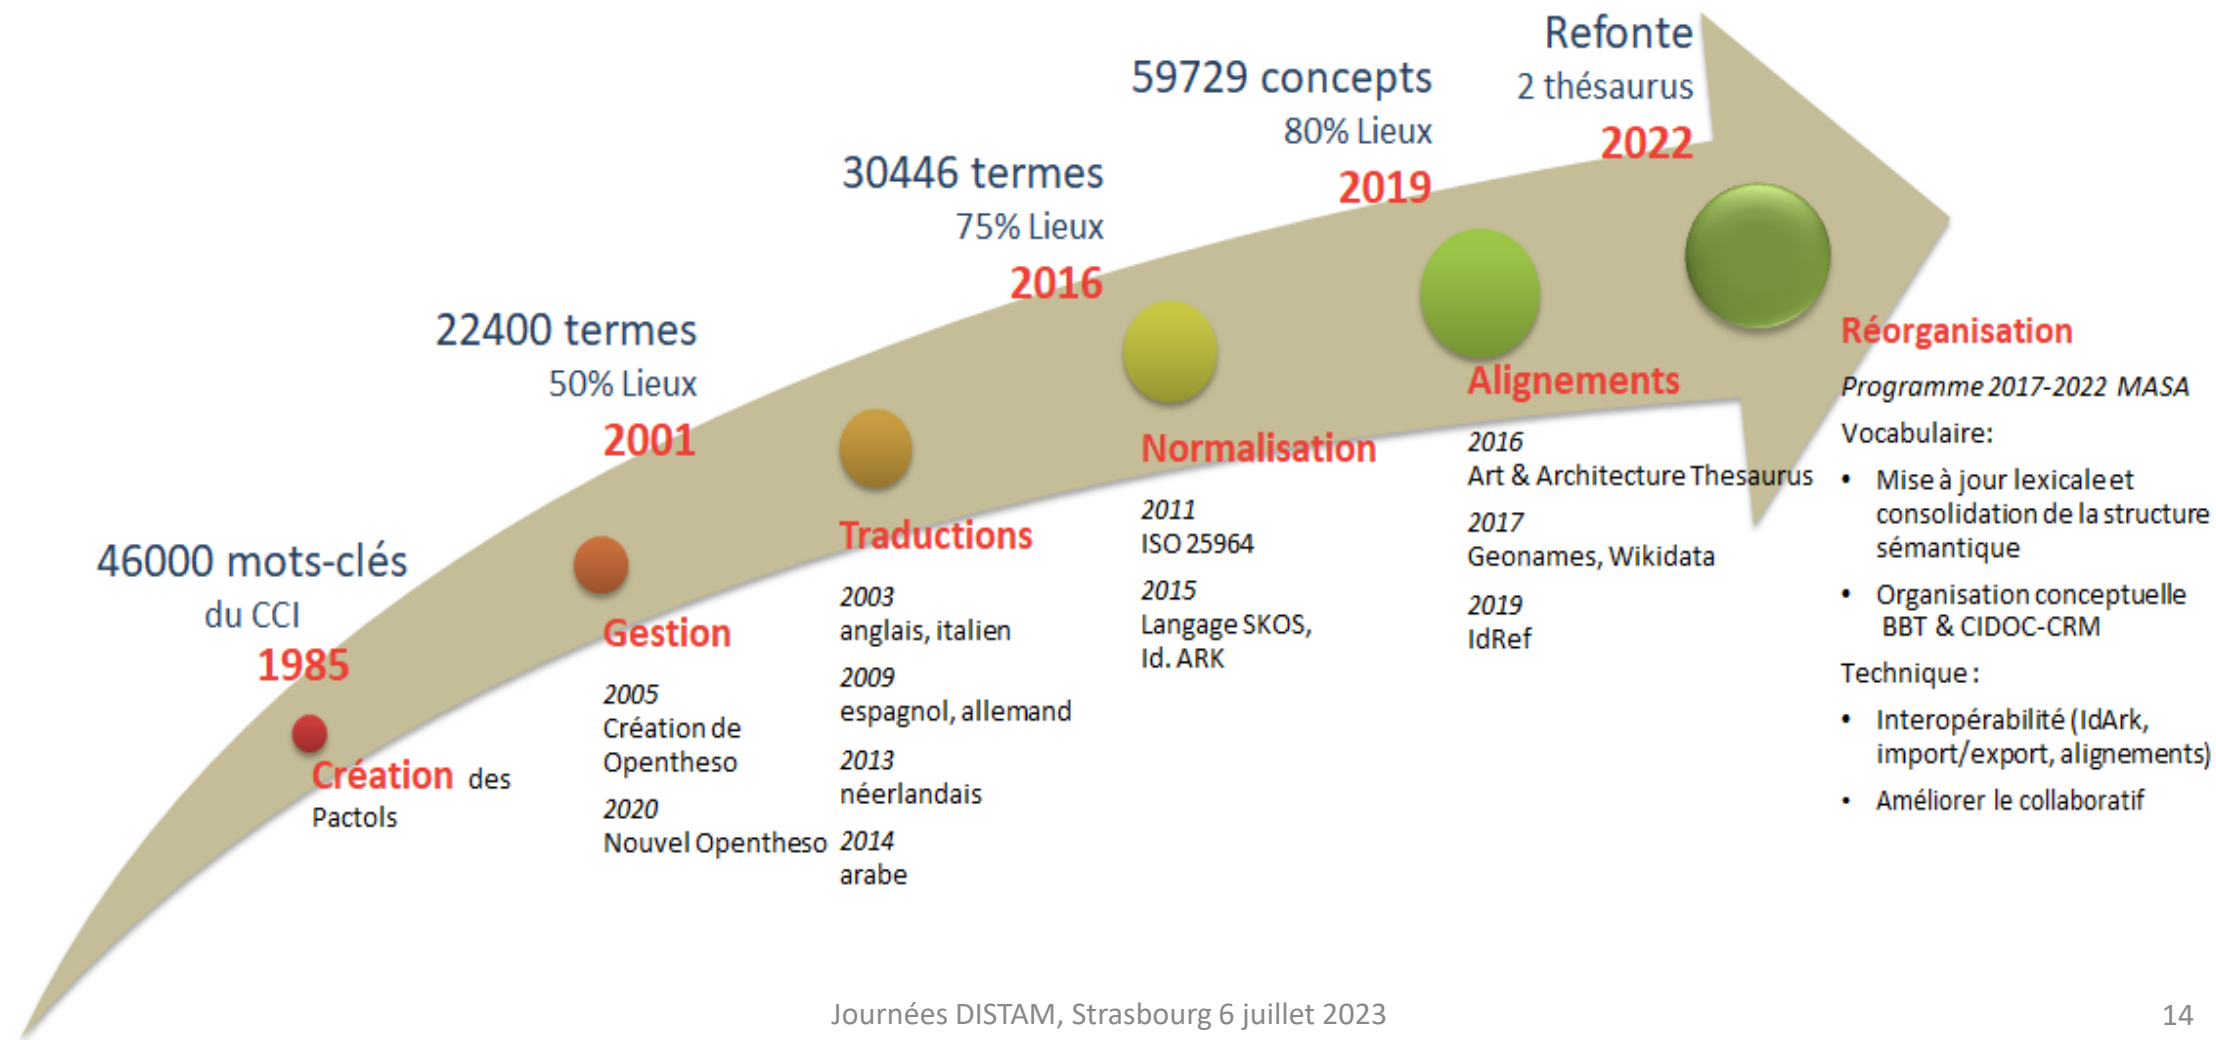 Refonte
2 thésaurus
2022
59729 concepts
80% Lieux
2019
30446 termes
75% Lieux
2016
22400 termes
50% Lieux
2001
46000 mots-clés
du CCI
1985
Création des
Pactols
Gestion
2005
Création de
Opentheso
2020
Nouvel Opentheso
Traductions
2003
anglais, italien
2009
espagnol, allemand
2013
néerlandais
2014
arabe
Normalisation
2011
ISO 25964
2015
Langage SKOS,
Id. ARK
Alignements
2016
Art & Architecture Thesaurus
2017
Geonames, Wikidata
2019
IdRef
Réorganisation
Programme 2017-2022 MASA
Vocabulaire:
• Mise à jour lexicale et
consolidation de la structure
sémantique
• Organisation conceptuelle
BBT & CIDOC-CRM
Technique :
• Interopérabilité (IdArk,
import/export, alignements)
• Améliorer le collaboratif
Journées DISTAM, Strasbourg 6 juillet 2023
14